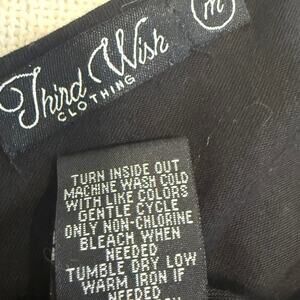 Third Wish
CLOTHING
M
TURN INSIDE OUT
MACHINE WASH COLD
WITH LIKE COLORS
GENTLE CYCLE
ONLY NON-CHLORINE
BLEACH WHEN
NEEDED
TUMBLE DRY LOW
WARM IRON IF
NEEDED